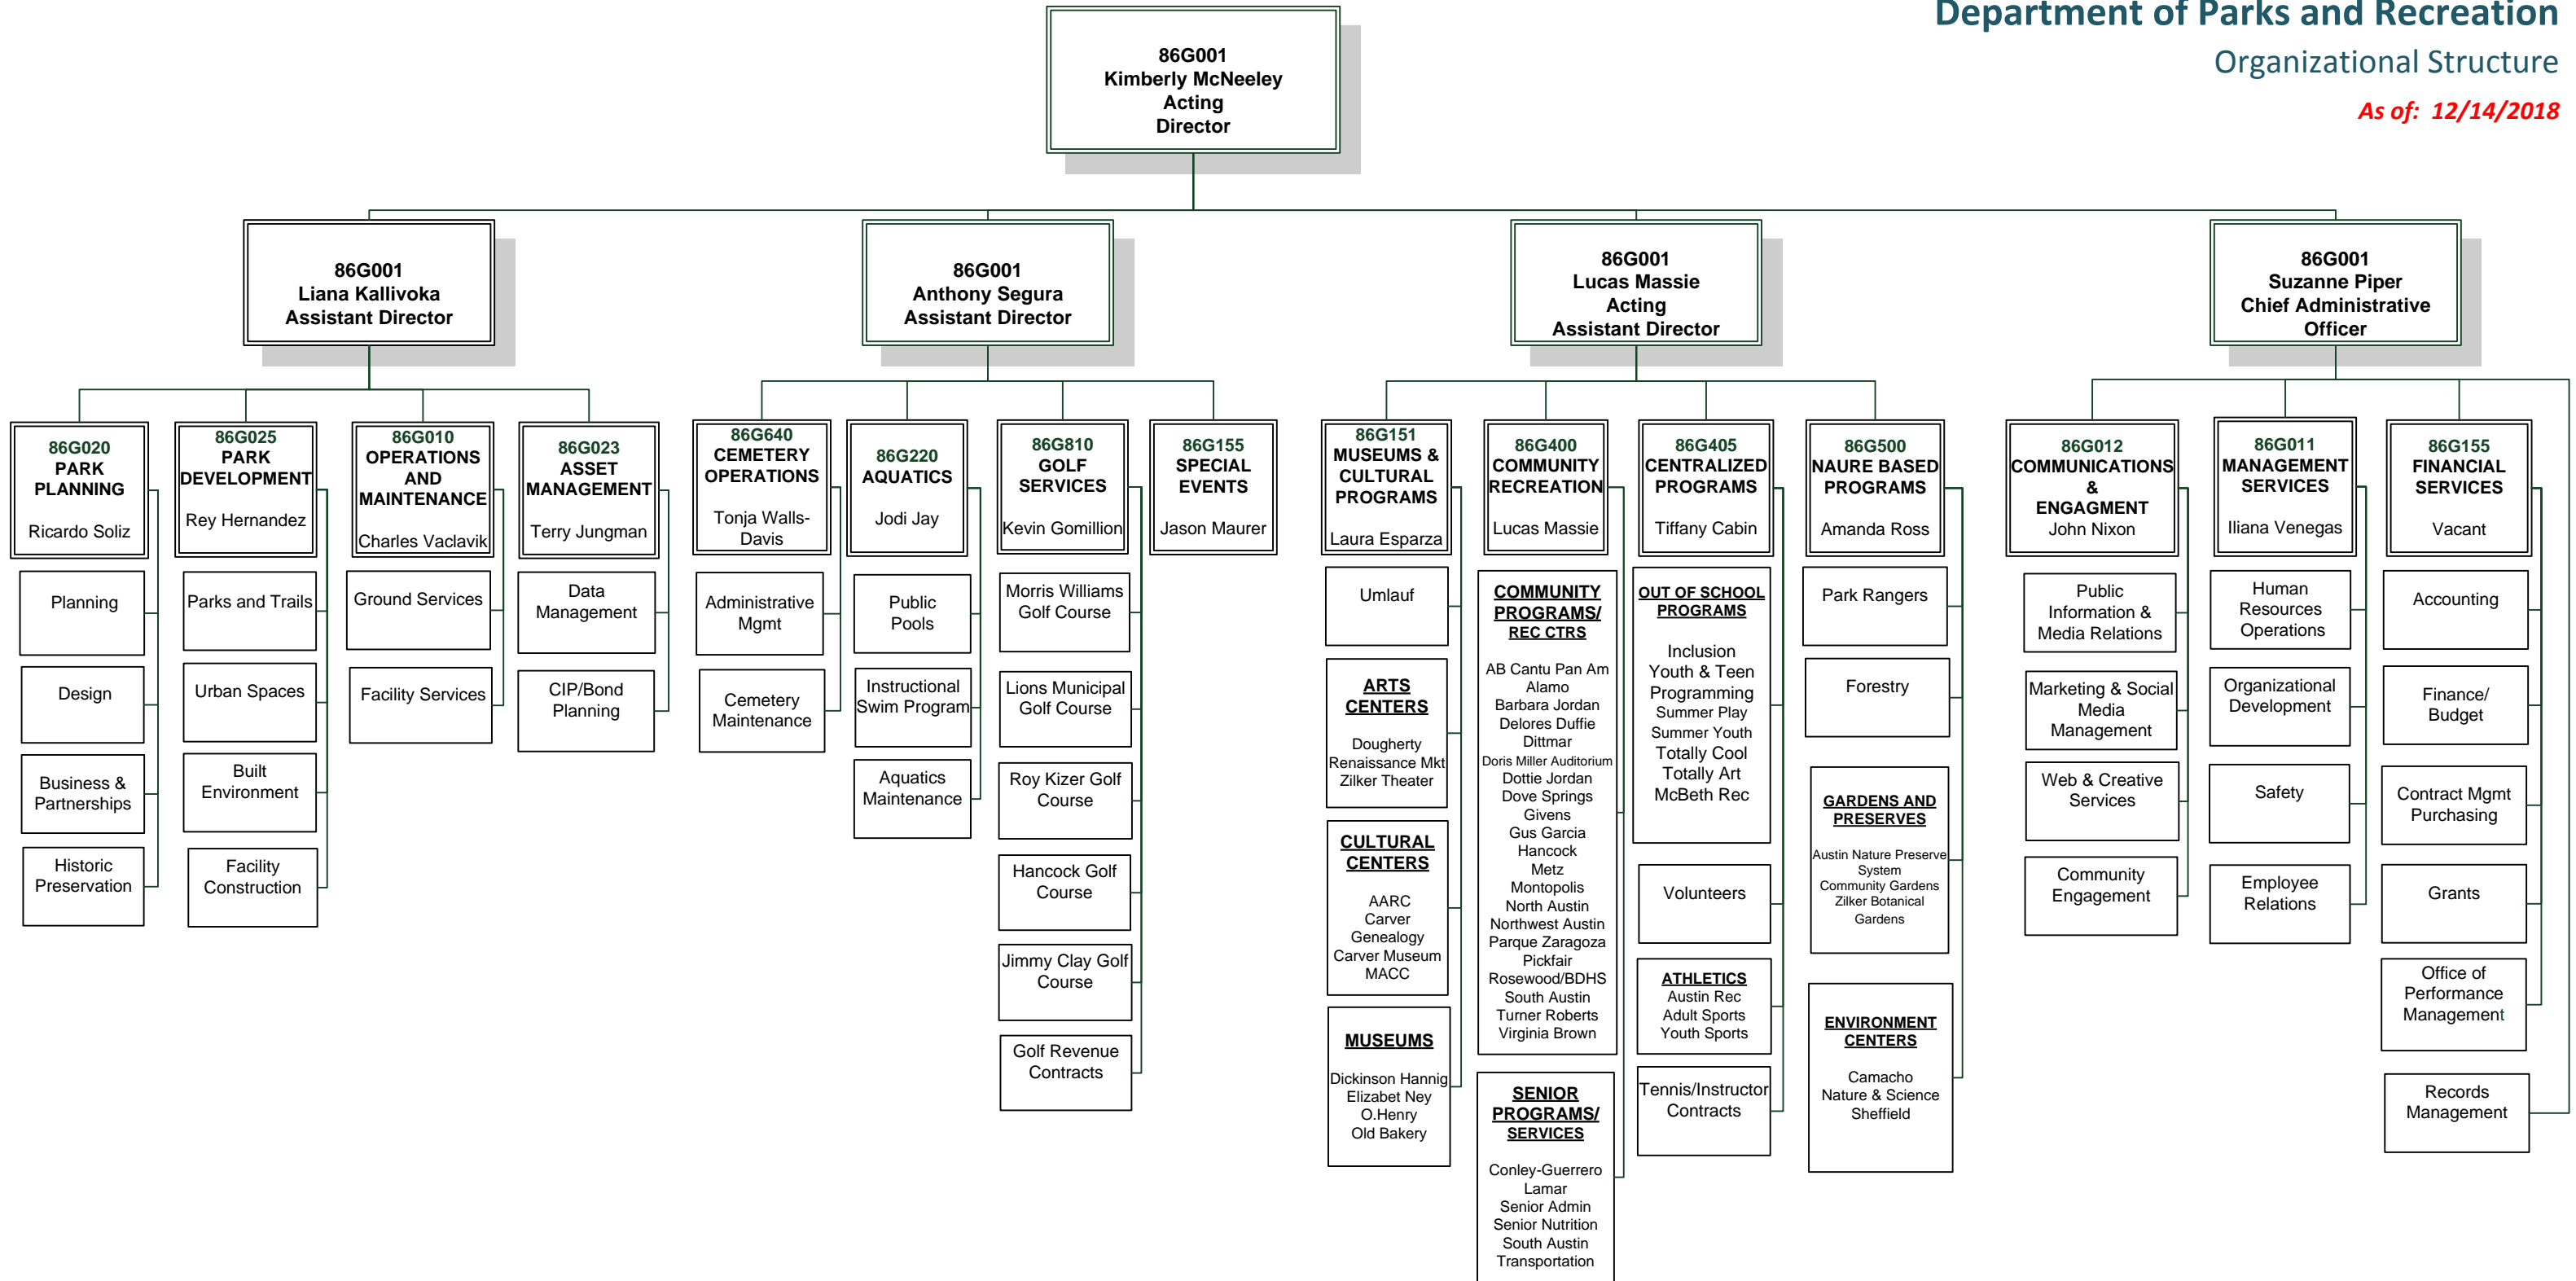 Department of Parks and Recreation
Organizational Structure
As of: 12/14/2018
86G001
Kimberly McNeeley
Acting
Director
86G001
Liana Kallivoka
Assistant Director
86G001
Anthony Segura
Assistant Director
86G001
Lucas Massie
Acting
Assistant Director
86G001
Suzanne Piper
Chief Administrative
Officer
86G020
PARK
PLANNING
Ricardo Soliz
Planning
Design
Business &
Partnerships
Historic
Preservation
86G025
PARK
DEVELOPMENT
Rey Hernandez
Parks and Trails
Urban Spaces
Built
Environment
Facility
Construction
86G010
OPERATIONS
AND
MAINTENANCE
Charles Vaclavik
Ground Services
Facility Services
86G023
ASSET
MANAGEMENT
Terry Jungman
Data
Management
CIP/Bond
Planning
86G640
CEMETERY
OPERATIONS
Tonja Walls-
Davis
Administrative
Mgmt
Cemetery
Maintenance
86G220
AQUATICS
Jodi Jay
Public
Pools
Instructional
Swim Program
Aquatics
Maintenance
86G810
GOLF
SERVICES
Kevin Gomillion
Morris Williams
Golf Course
Lions Municipal
Golf Course
Roy Kizer Golf
Course
Hancock Golf
Course
Jimmy Clay Golf
Course
Golf Revenue
Contracts
86G155
SPECIAL
EVENTS
Jason Maurer
86G151
MUSEUMS &
CULTURAL
PROGRAMS
Laura Esparza
Umlauf
ARTS
CENTERS
Dougherty
Renaissance Mkt
Zilker Theater
CULTURAL
CENTERS
AARC
Carver
Genealogy
Carver Museum
MACC
MUSEUMS
Dickinson Hannig
Elizabet Ney
O.Henry
Old Bakery
86G400
COMMUNITY
RECREATION
Lucas Massie
COMMUNITY
PROGRAMS/
REC CTRS
AB Cantu Pan Am
Alamo
Barbara Jordan
Delores Duffie
Dittmar
Doris Miller Auditorium
Dottie Jordan
Dove Springs
Givens
Gus Garcia
Hancock
Metz
Montopolis
North Austin
Northwest Austin
Parque Zaragoza
Pickfair
Rosewood/BDHS
South Austin
Turner Roberts
Virginia Brown
SENIOR
PROGRAMS/
SERVICES
Conley-Guerrero
Lamar
Senior Admin
Senior Nutrition
South Austin
Transportation
86G405
CENTRALIZED
PROGRAMS
Tiffany Cabin
OUT OF SCHOOL
PROGRAMS
Inclusion
Youth & Teen
Programming
Summer Play
Summer Youth
Totally Cool
Totally Art
McBeth Rec
Volunteers
ATHLETICS
Austin Rec
Adult Sports
Youth Sports
Tennis/Instructor
Contracts
86G500
NAURE BASED
PROGRAMS
Amanda Ross
Park Rangers
Forestry
GARDENS AND
PRESERVES
Austin Nature Preserve
System
Community Gardens
Zilker Botanical
Gardens
ENVIRONMENT
CENTERS
Camacho
Nature & Science
Sheffield
86G012
COMMUNICATIONS
&
ENGAGMENT
John Nixon
Public
Information &
Media Relations
Marketing & Social
Media
Management
Web & Creative
Services
Community
Engagement
86G011
MANAGEMENT
SERVICES
Iliana Venegas
Human
Resources
Operations
Organizational
Development
Safety
Employee
Relations
86G155
FINANCIAL
SERVICES
Vacant
Accounting
Finance/
Budget
Contract Mgmt
Purchasing
Grants
Office of
Performance
Management
Records
Management